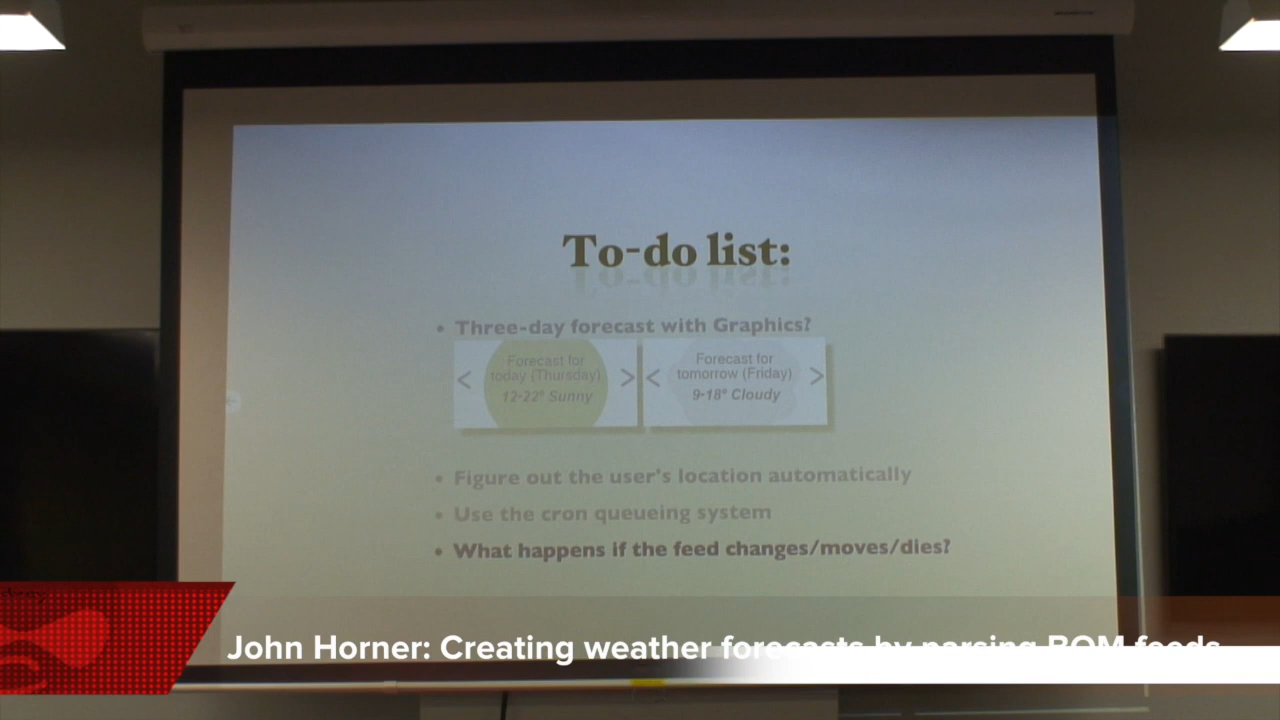 To-do list:
• Three-day forecast with Graphics?
Forecast for
today (Thursday)
12-22° Sunny
<
>
Forecast for
tomorrow (Friday)
9-18° Cloudy
<
>
• Figure out the user's location automatically
• Use the cron queueing system
• What happens if the feed changes/moves/dies?
John Horner: Creating weather forecasts by parsing BOM feeds